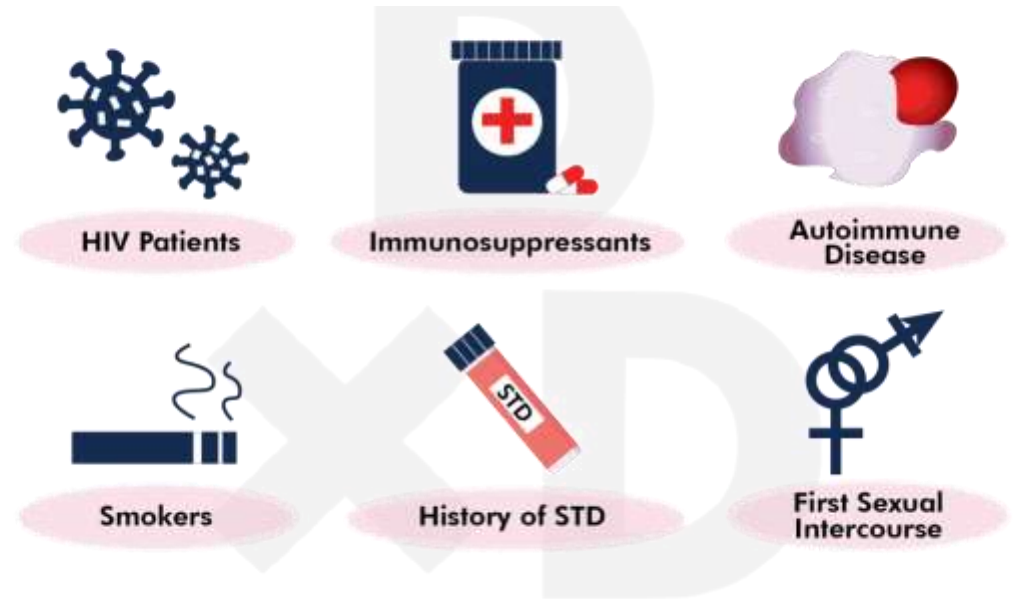 HIV Patients
Immunosuppressants
Autoimmune
Disease
Smokers
STD
History of STD
First Sexual
Intercourse